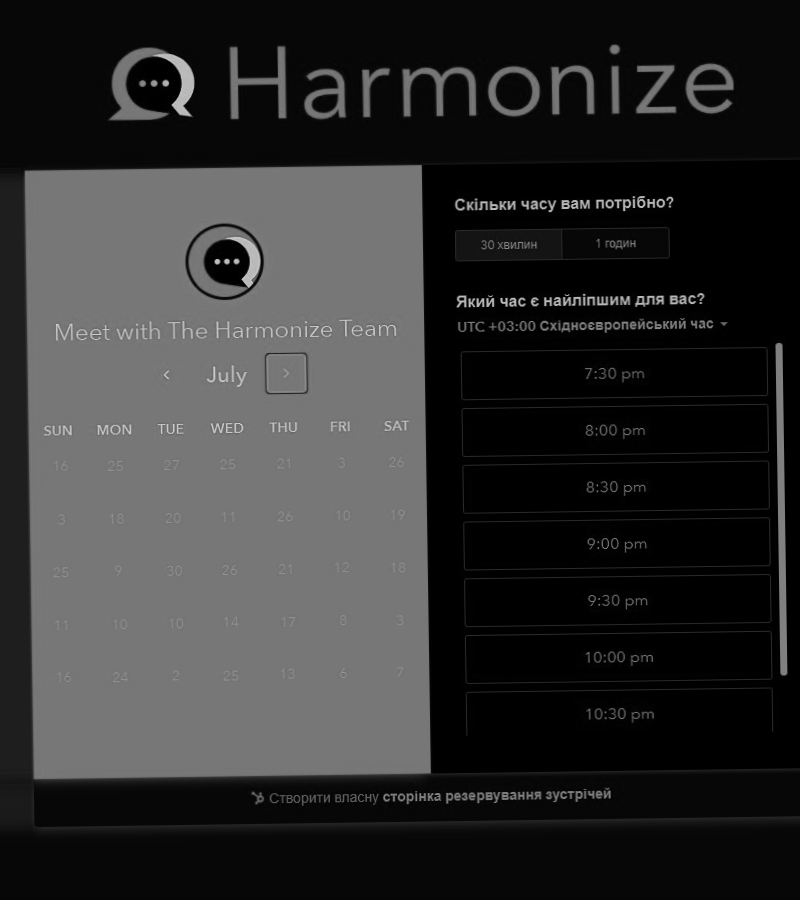 Harmonize
Meet with The Harmonize Team
July
SUN MON TUE WED THU FRI SAT
16 25 27 25 21 3 26
3 18 20 11 26 10 19
25 9 30 26 21 12 18
11 10 10 14 17 8 3
16 24 2 25 13 6 7
Скільки часу вам потрібно?
30 хвилин 1 годин
Який час є найліпшим для вас?
UTC +03:00 Східноєвропейський час
7:30 pm
8:00 pm
8:30 pm
9:00 pm
9:30 pm
10:00 pm
10:30 pm
Створити власну сторінка резервування зустрічей